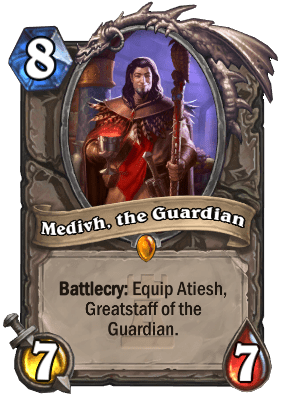 8
Medivh, the Guardian
Battlecry: Equip Atiesh,
Greatstaff of the
Guardian.
7
7